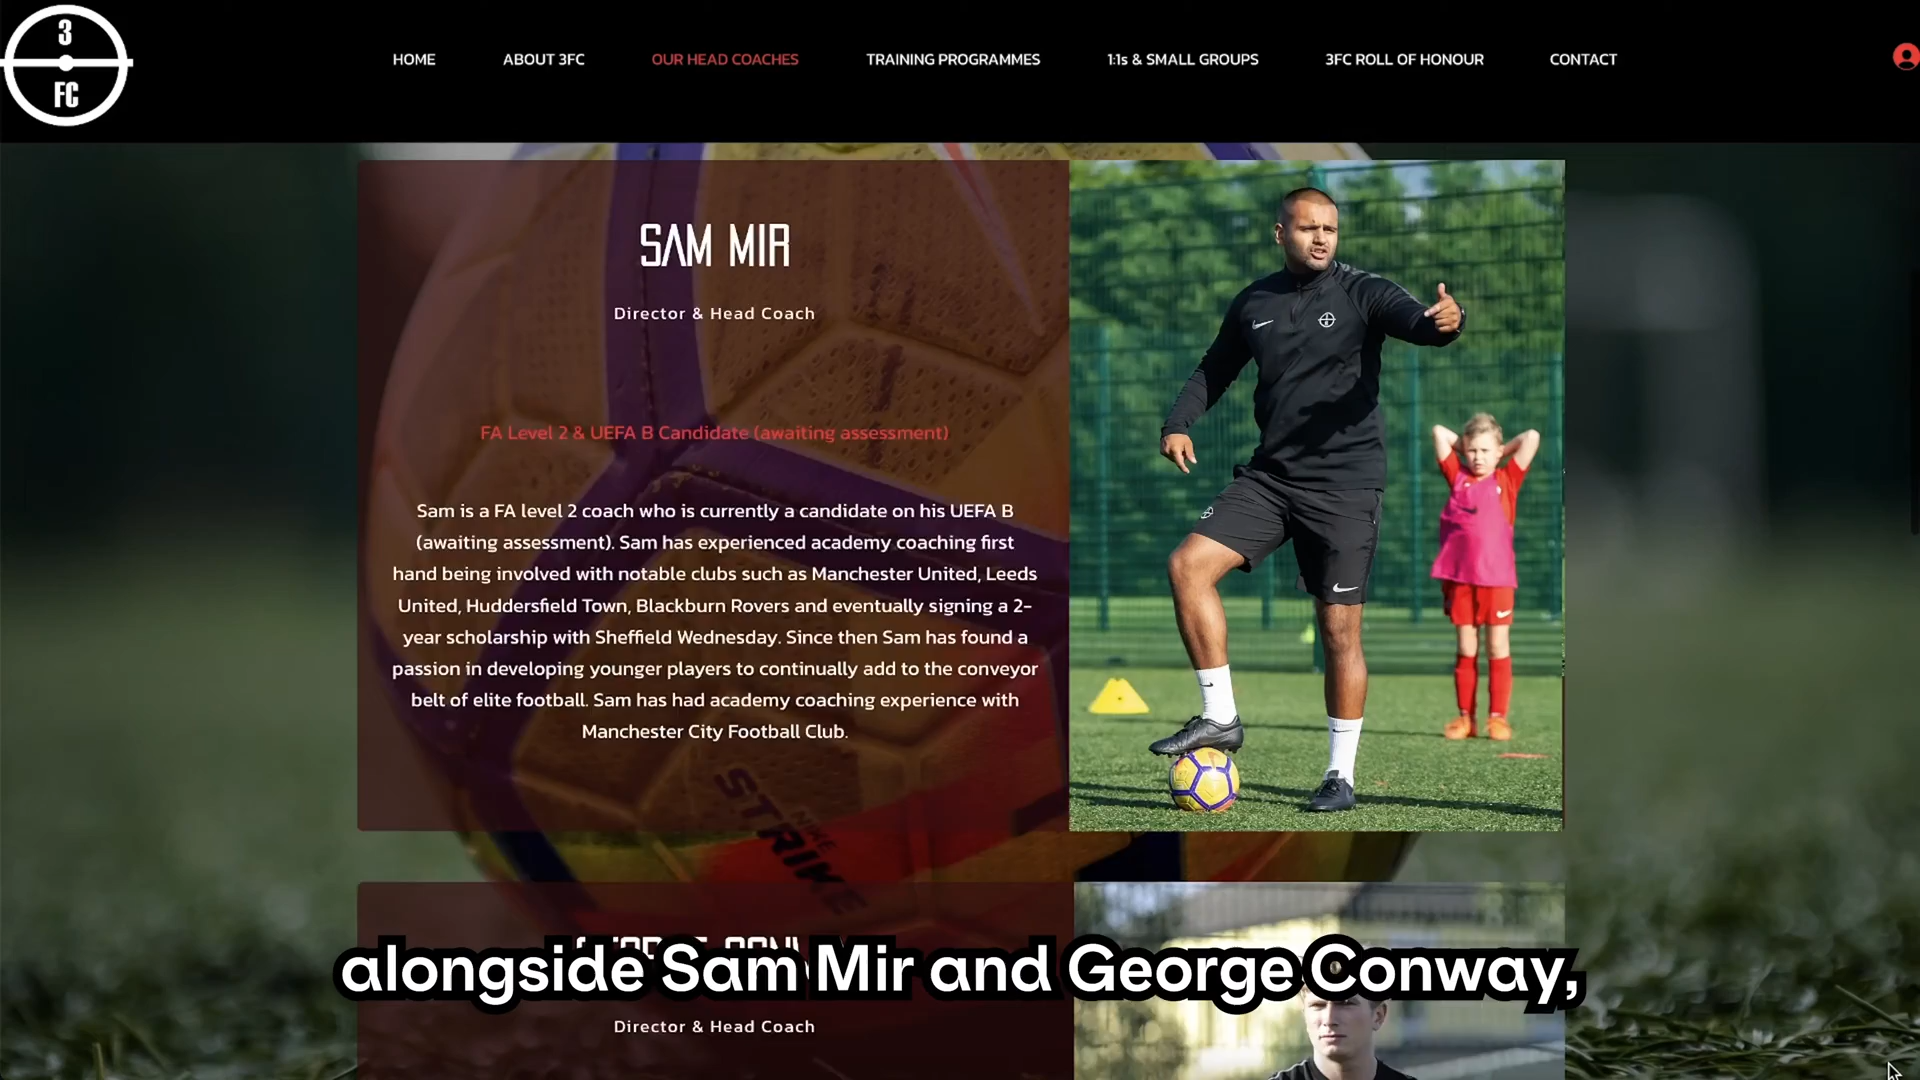 3
FC
HOME
ABOUT 3FC
OUR HEAD COACHES
TRAINING PROGRAMMES
1:1s & SMALL GROUPS
3FC ROLL OF HONOUR
CONTACT
SAM MIR
Director & Head Coach
FA Level 2 & UEFA B Candidate (awaiting assessment)
Sam is a FA level 2 coach who is currently a candidate on his UEFA B
(awaiting assessment). Sam has experienced academy coaching first
hand being involved with notable clubs such as Manchester United, Leeds
United, Huddersfield Town, Blackburn Rovers and eventually signing a 2-
year scholarship with Sheffield Wednesday. Since then Sam has found a
passion in developing younger players to continually add to the conveyor
belt of elite football. Sam has had academy coaching experience with
Manchester City Football Club.
NIKE
STRIKE
alongside Sam Mir and George Conway,
Director & Head Coach